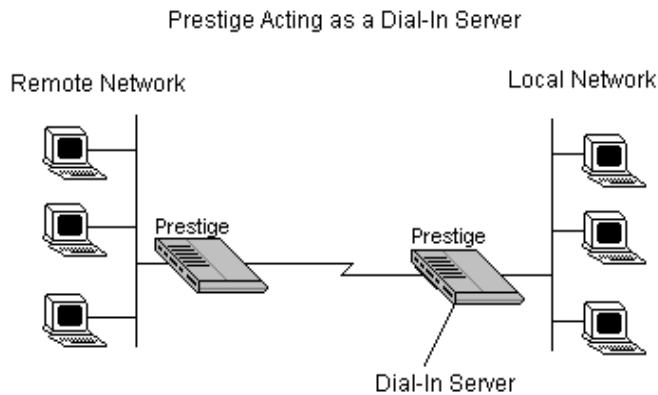 Prestige Acting as a Dial-In Server
Remote Network
Local Network
Prestige
Prestige
Dial-In Server